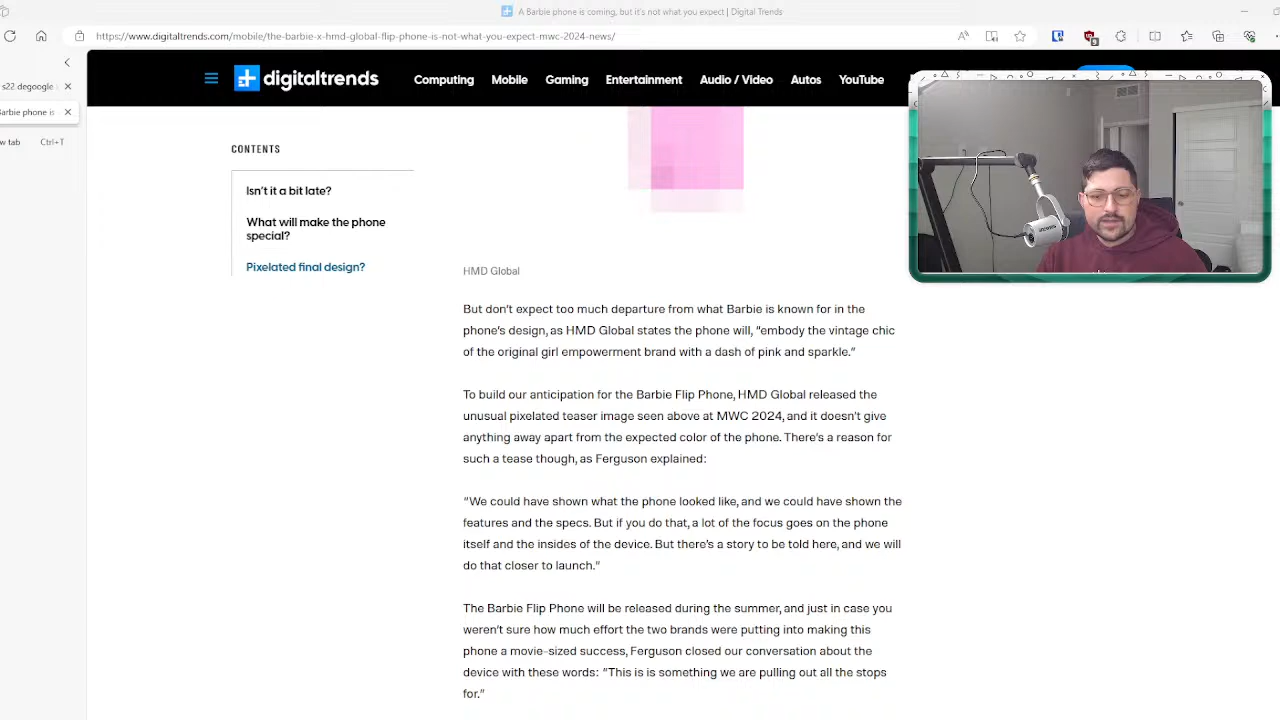 A Barbie phone is coming, but it's not what you expect | Digital Trends
https://www.digitaltrends.com/mobile/the-barbie-x-hmd-global-flip-phone-is-not-what-you-expect-mwc-2024-news/
s22 degoogle
Barbie phone is
w tab Ctrl+T
digitaltrends Computing Mobile Gaming Entertainment Audio / Video Autos YouTube
CONTENTS
Isn't it a bit late?
What will make the phone
special?
Pixelated final design?
HMD Global
But don't expect too much departure from what Barbie is known for in the
phone's design, as HMD Global states the phone will, "embody the vintage chic
of the original girl empowerment brand with a dash of pink and sparkle."
To build our anticipation for the Barbie Flip Phone, HMD Global released the
unusual pixelated teaser image seen above at MWC 2024, and it doesn't give
anything away apart from the expected color of the phone. There's a reason for
such a tease though, as Ferguson explained:
"We could have shown what the phone looked like, and we could have shown the
features and the specs. But if you do that, a lot of the focus goes on the phone
itself and the insides of the device. But there's a story to be told here, and we will
do that closer to launch."
The Barbie Flip Phone will be released during the summer, and just in case you
weren't sure how much effort the two brands were putting into making this
phone a movie-sized success, Ferguson closed our conversation about the
device with these words: "This is is something we are pulling out all the stops
for."